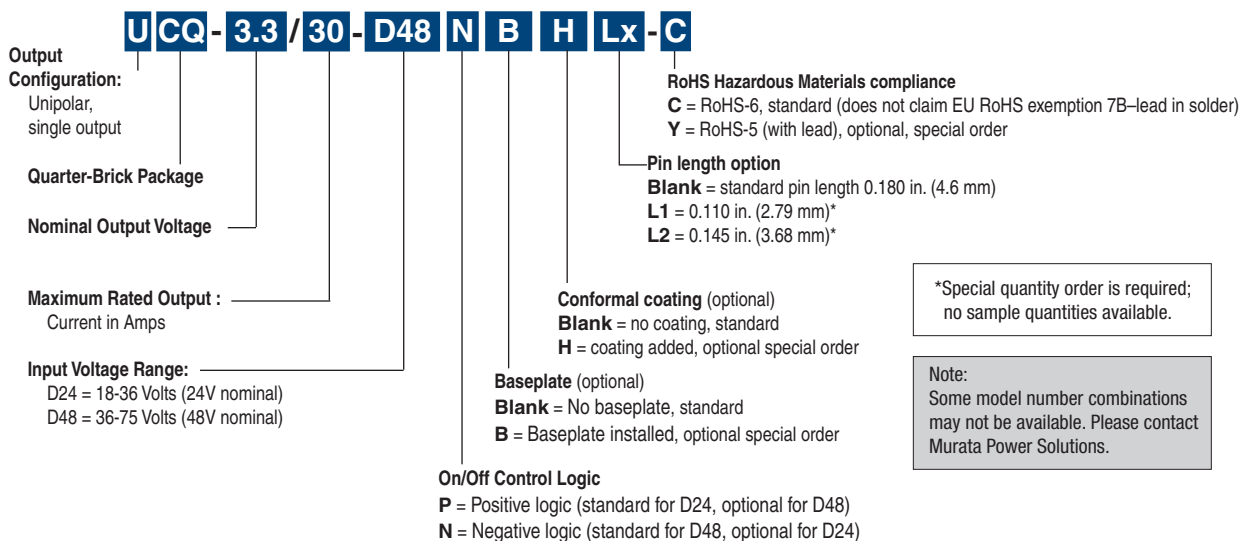 UCQ-3.3/30-D48NBHLx-C
Output
Configuration:
Unipolar,
single output
Quarter-Brick Package
Nominal Output Voltage
Maximum Rated Output :
Current in Amps
Input Voltage Range:
D24 = 18-36 Volts (24V nominal)
D48 = 36-75 Volts (48V nominal)
RoHS Hazardous Materials compliance
C = RoHS-6, standard (does not claim EU RoHS exemption 7B–lead in solder)
Y = RoHS-5 (with lead), optional, special order
Pin length option
Blank = standard pin length 0.180 in. (4.6 mm)
L1 = 0.110 in. (2.79 mm)*
L2 = 0.145 in. (3.68 mm)*
Conformal coating (optional)
Blank = no coating, standard
H = coating added, optional special order
Baseplate (optional)
Blank = No baseplate, standard
B = Baseplate installed, optional special order
On/Off Control Logic
P = Positive logic (standard for D24, optional for D48)
N = Negative logic (standard for D48, optional for D24)
*Special quantity order is required;
no sample quantities available.
Note:
Some model number combinations
may not be available. Please contact
Murata Power Solutions.